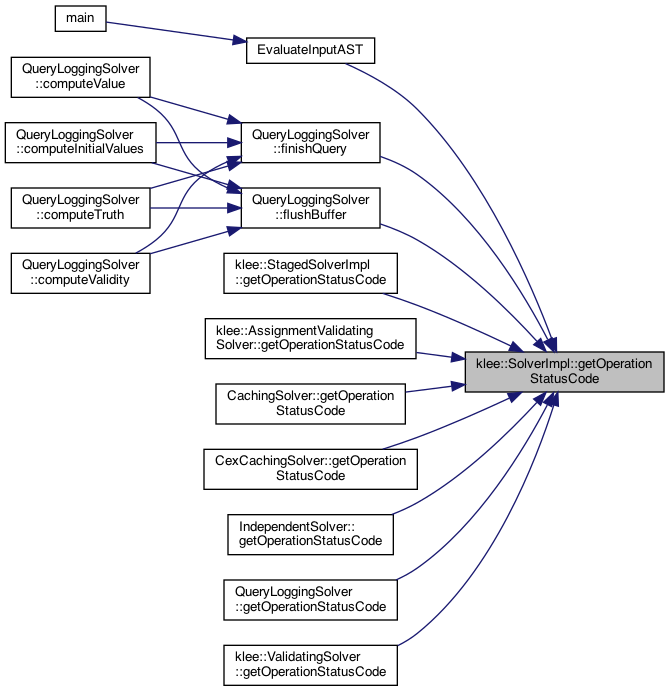 main
EvaluateInputAST
QueryLoggingSolver
::computeValue
QueryLoggingSolver
::computeInitialValues
QueryLoggingSolver
::finishQuery
QueryLoggingSolver
::computeTruth
QueryLoggingSolver
::flushBuffer
QueryLoggingSolver
::computeValidity
klee::StagedSolverImpl
::getOperationStatusCode
klee::AssignmentValidating
Solver::getOperationStatusCode
klee::SolverImpl::getOperation
StatusCode
CachingSolver::getOperation
StatusCode
CexCachingSolver::getOperation
StatusCode
IndependentSolver::
getOperationStatusCode
QueryLoggingSolver
::getOperationStatusCode
klee::ValidatingSolver
::getOperationStatusCode